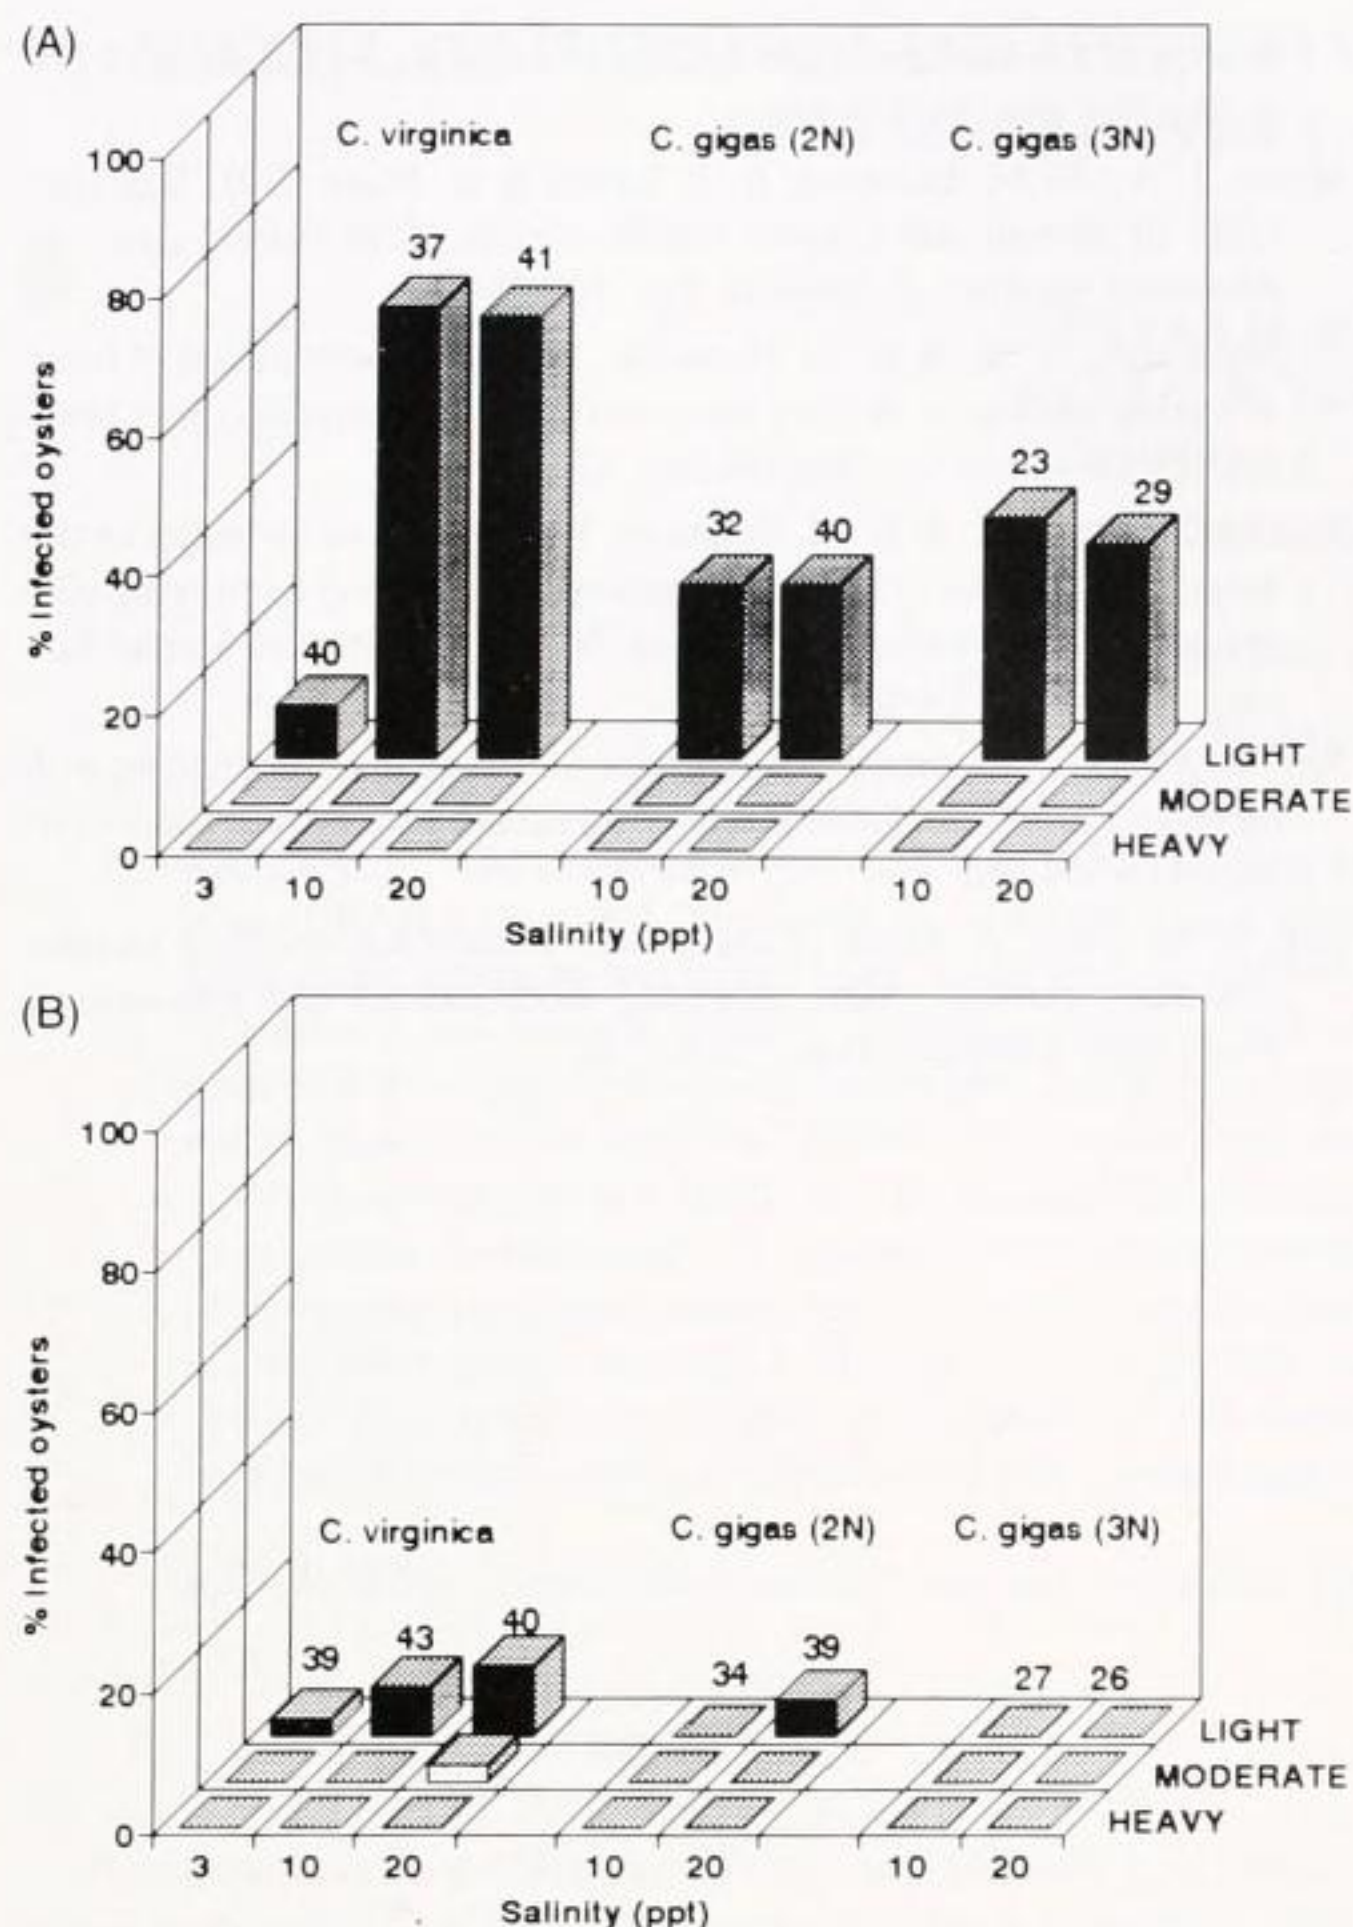 (A)
C. virginica C. gigas (2N) C. gigas (3N)
100
80
60
40
20
0
% Infected oysters
40 37 41 32 40 23 29
LIGHT
MODERATE
HEAVY
3 10 20 10 20 10 20
Salinity (ppt)
(B)
100
80
60
40
20
0
% Infected oysters
C. virginica C. gigas (2N) C. gigas (3N)
39 43 40 34 39 27 26
LIGHT
MODERATE
HEAVY
3 10 20 10 20 10 20
Salinity (ppt)